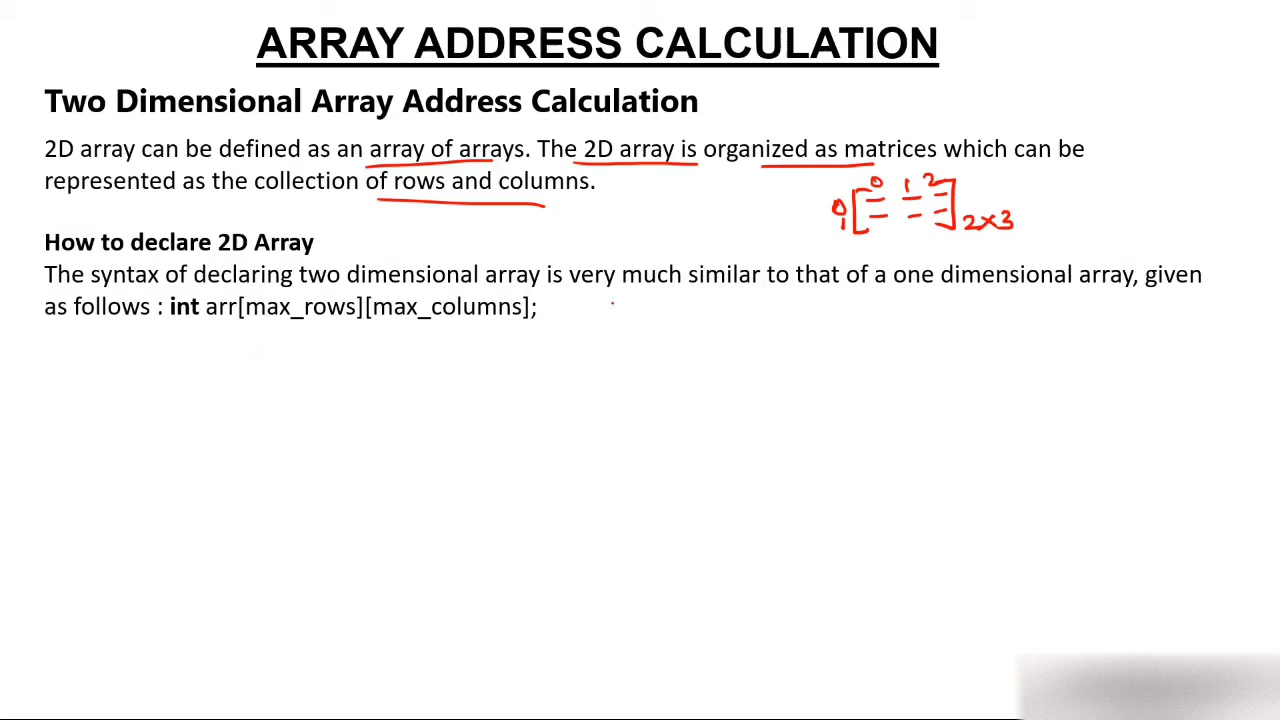 ARRAY ADDRESS CALCULATION
Two Dimensional Array Address Calculation
2D array can be defined as an array of arrays. The 2D array is organized as matrices which can be
represented as the collection of rows and columns.
0 1 2
0
1
2×3
How to declare 2D Array
The syntax of declaring two dimensional array is very much similar to that of a one dimensional array, given
as follows : int arr[max_rows][max_columns];